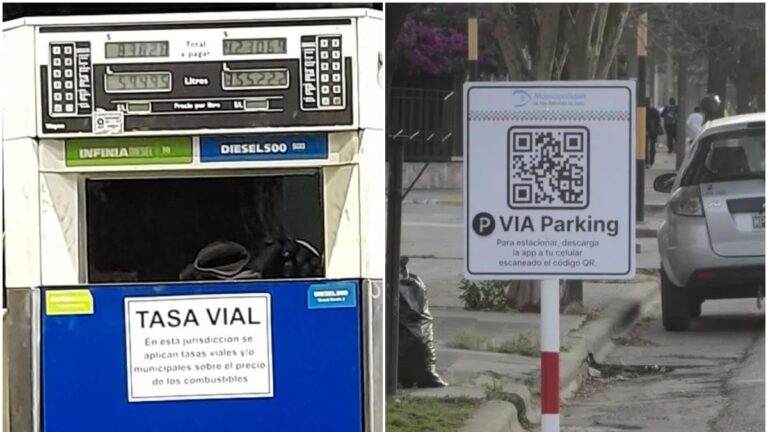 $
Total
a pagar
$
Litros
Precio por litro
INFINIA DIESEL
DIESEL500
TASA VIAL
En esta jurisdicción se
aplican tasas viales y/o
municipales sobre el precio
de los combustibles
Municipalidad
P VIA Parking
Para estacionar, descarga
la app a tu celular
escaneado el código QR.